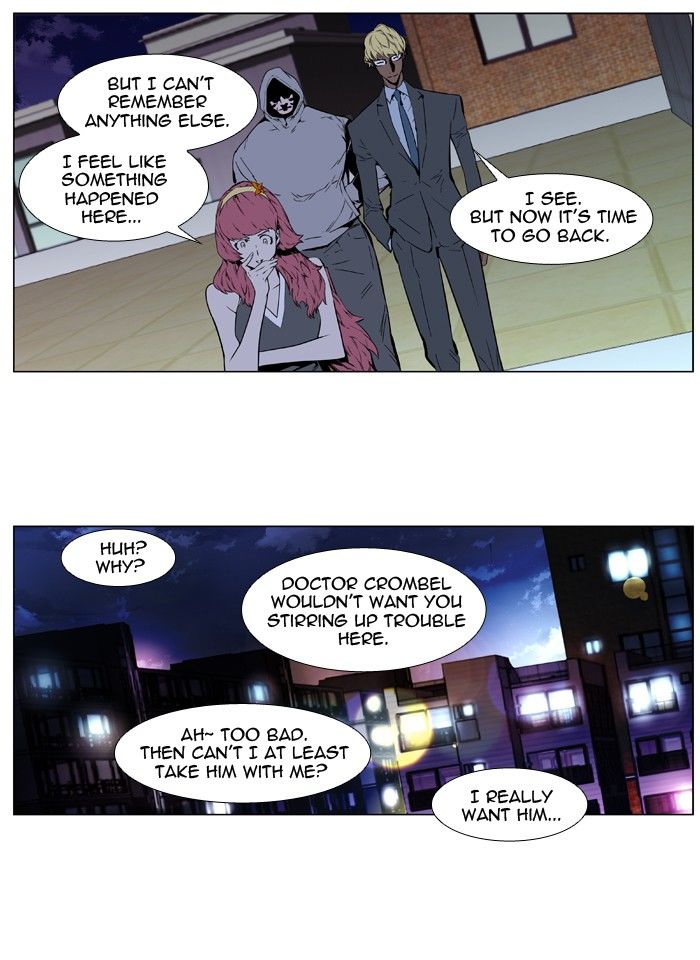 BUT I CAN'T
REMEMBER
ANYTHING ELSE.
I FEEL LIKE
SOMETHING
HAPPENED
HERE...
I SEE.
BUT NOW IT'S TIME
TO GO BACK.
HUH?
WHY?
DOCTOR CROMBEL
WOULDN'T WANT YOU
STIRRING UP TROUBLE
HERE.
AH~ TOO BAD.
THEN CAN'T I AT LEAST
TAKE HIM WITH ME?
I REALLY
WANT HIM...